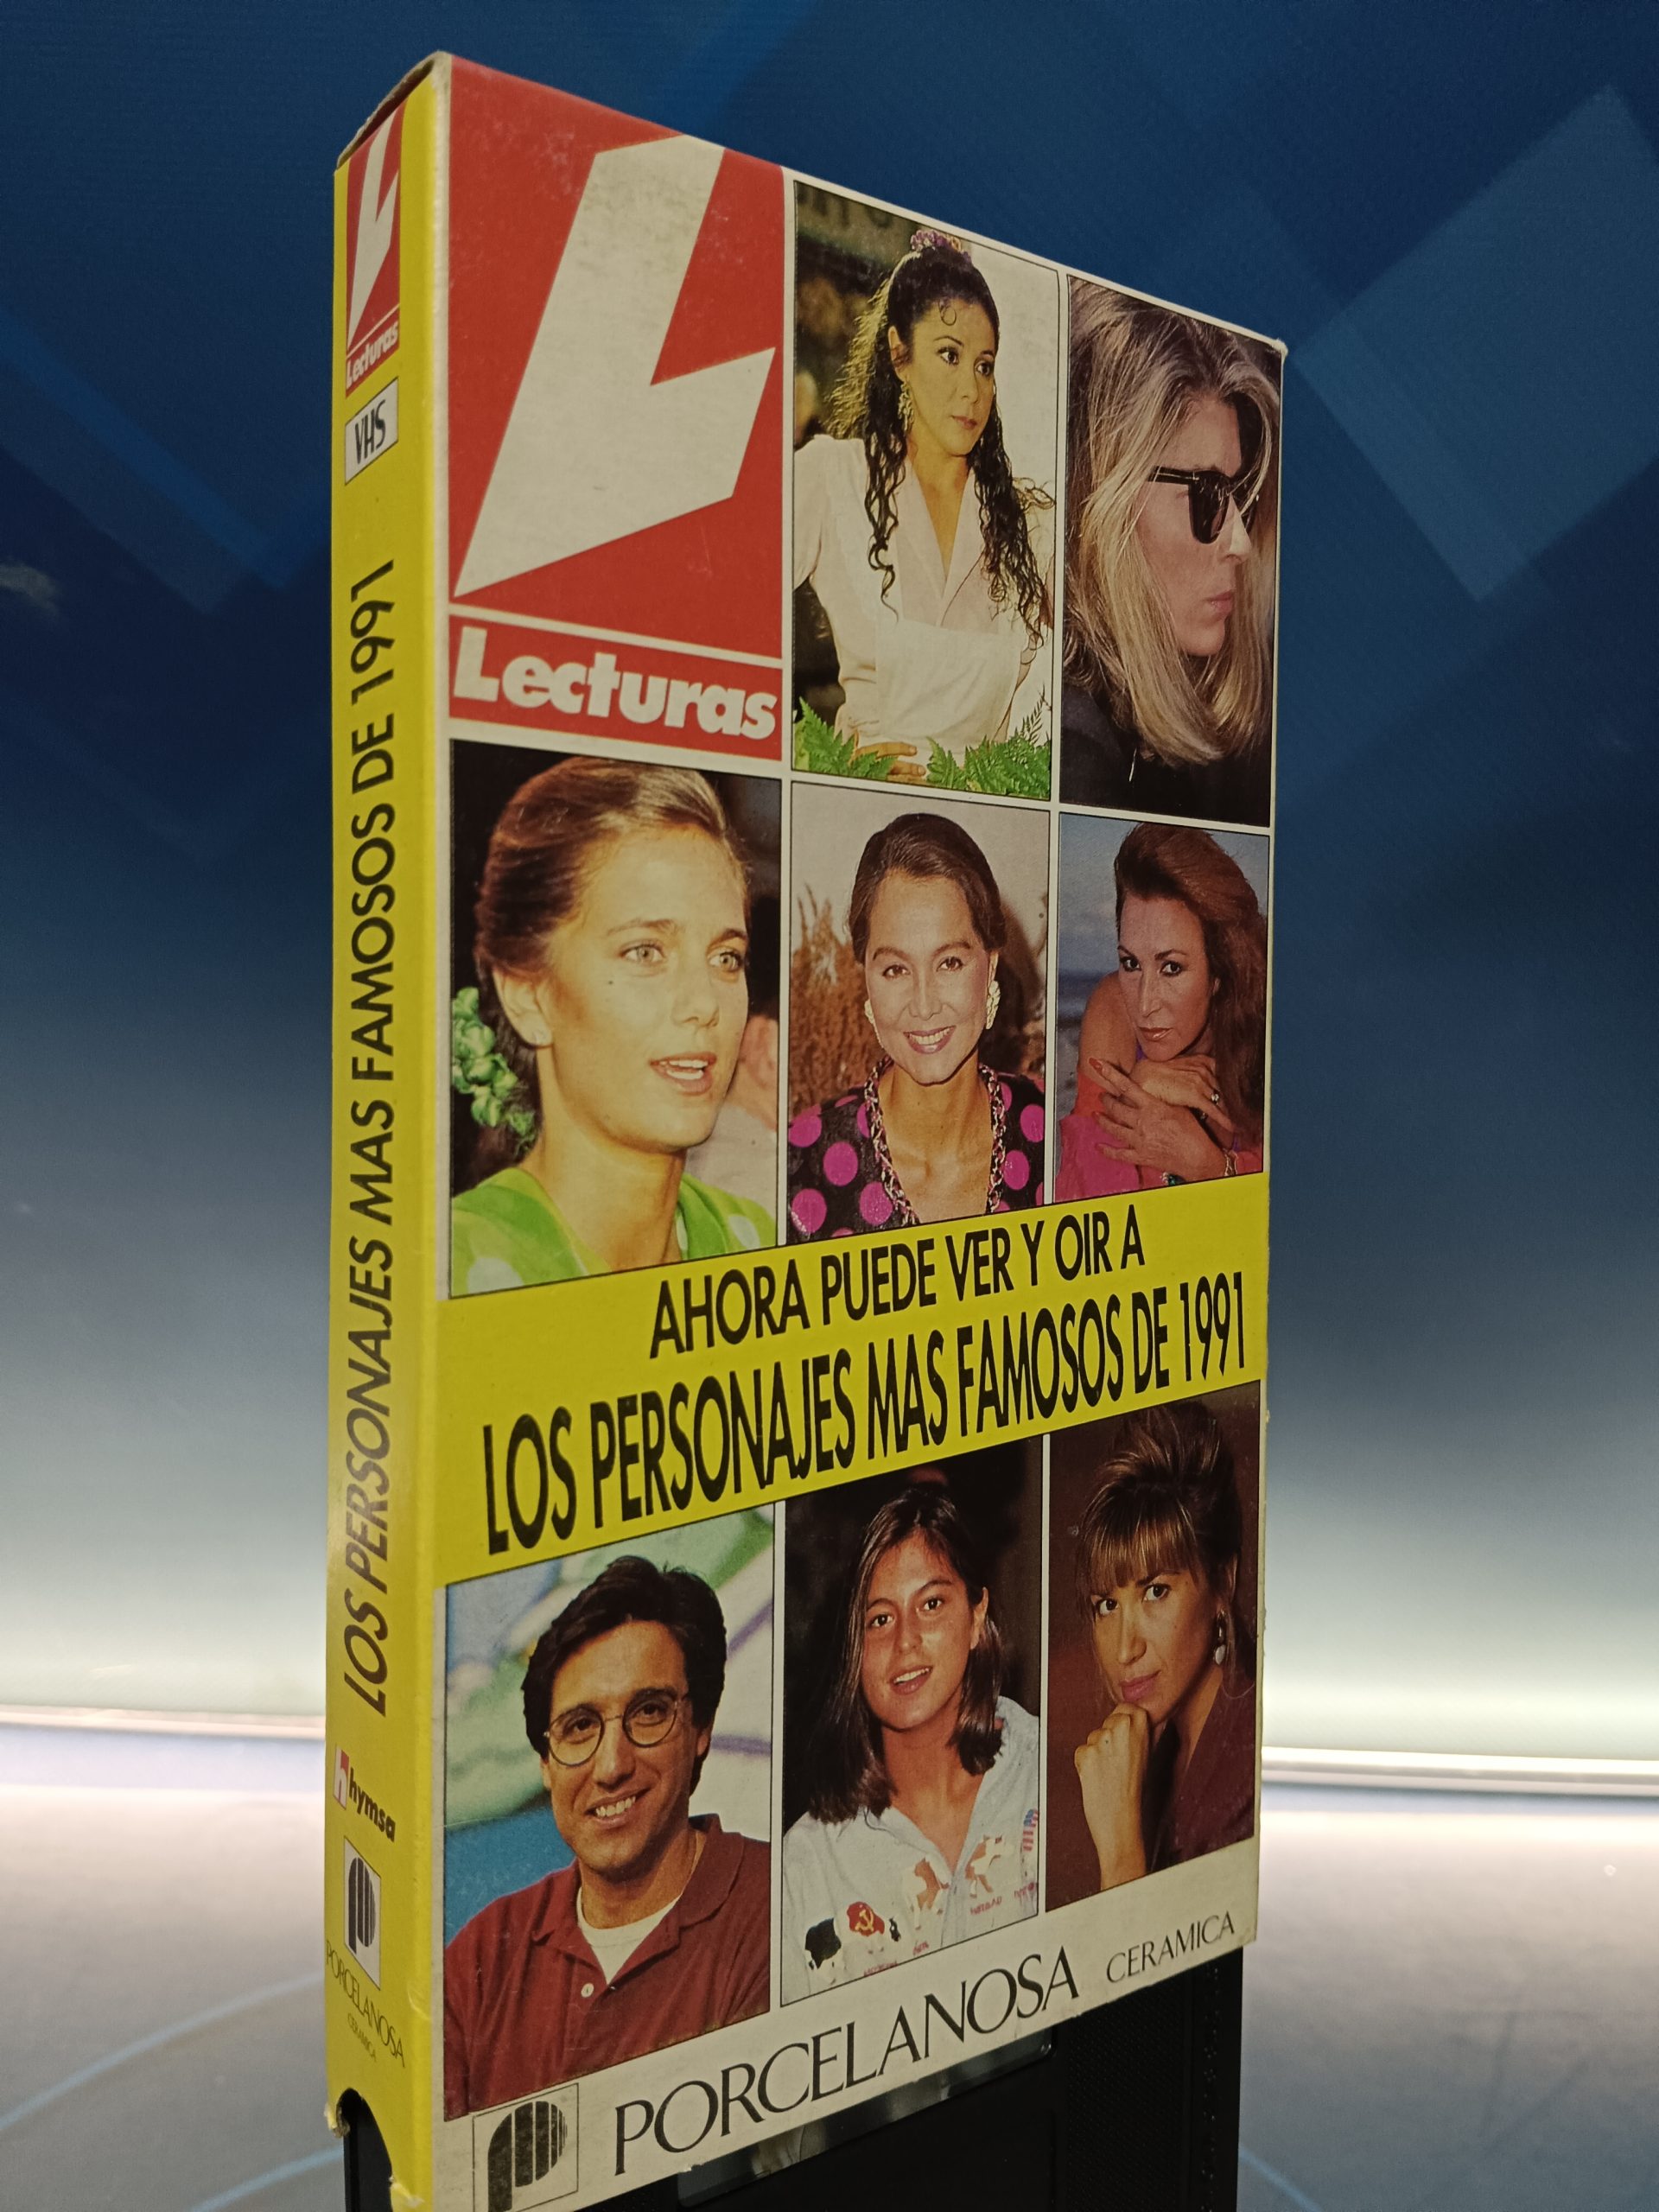 Lecturas
VHS
LOS PERSONAJES MAS FAMOSOS DE 1991
hymsa
PORCELANOSA
CERAMICA
Lecturas
AHORA PUEDE VER Y OIR A
LOS PERSONAJES MAS FAMOSOS DE 1991
PORCELANOSA CERAMICA